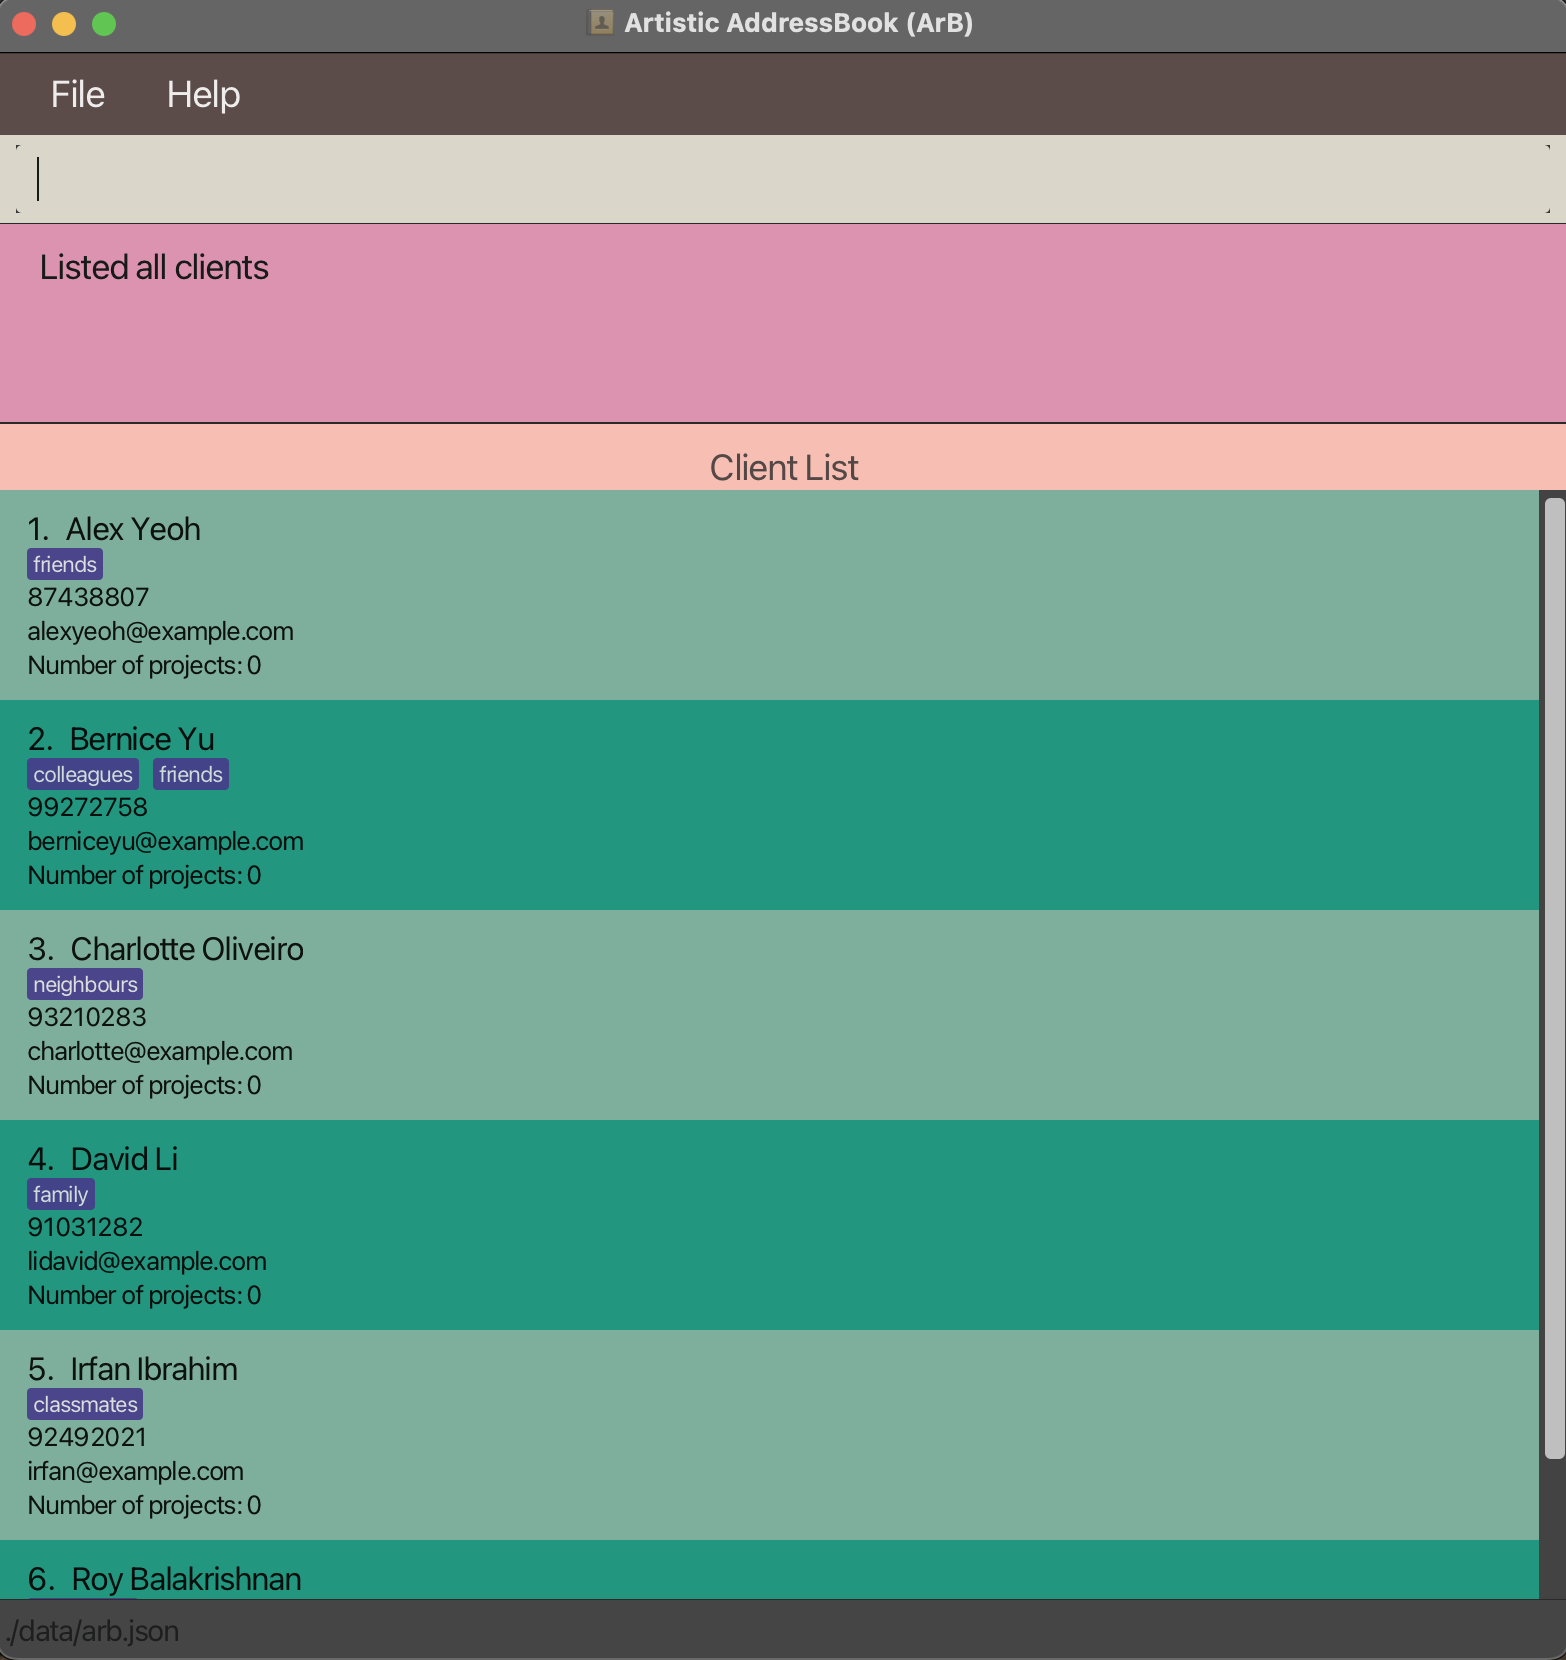 Artistic AddressBook (ArB)
File Help
Listed all clients
Client List
1. Alex Yeoh
friends
87438807
alexyeoh@example.com
Number of projects: 0
2. Bernice Yu
colleagues friends
99272758
berniceyu@example.com
Number of projects: 0
3. Charlotte Oliveiro
neighbours
93210283
charlotte@example.com
Number of projects: 0
4. David Li
family
91031282
lidavid@example.com
Number of projects: 0
5. Irfan Ibrahim
classmates
92492021
irfan@example.com
Number of projects: 0
6. Roy Balakrishnan
./data/arb.json